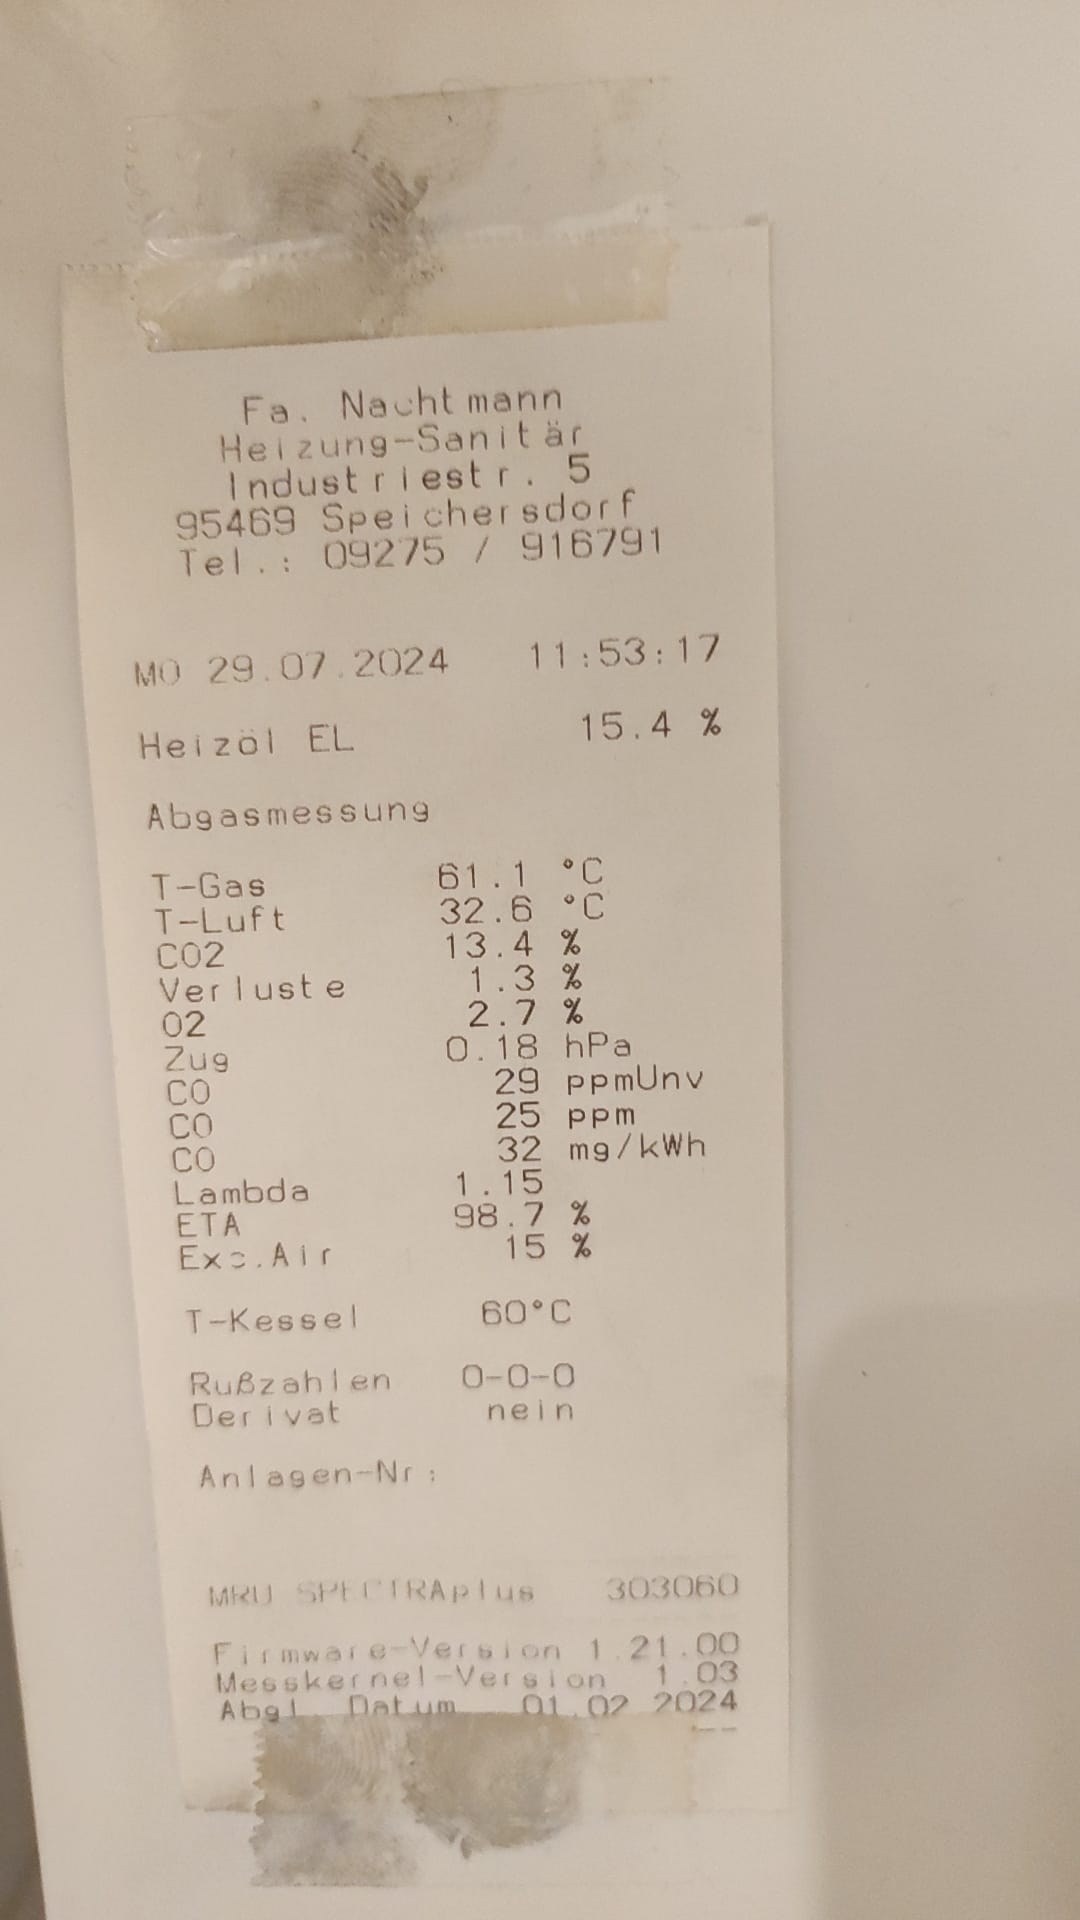 Fa. Nachtmann
Heizung-Sanitär
Industriestr. 5
95469 Speichersdorf
Tel.: 09275 / 916791
MO 29.07.2024 11:53:17
Heizöl EL 15.4 %
Abgasmessung
T-Gas 61.1 °C
T-Luft 32.6 °C
CO2 13.4 %
Verluste 1.3 %
O2 2.7 %
Zug 0.18 hPa
CO 29 ppmUnv
CO 25 ppm
CO 32 mg/kWh
Lambda 1.15
ETA 98.7 %
Exc.Air 15 %
T-Kessel 60°C
Rußzahlen 0-0-0
Derivat nein
Anlagen-Nr:
MRU SPECTRAplus 303060
Firmware-Version 1.21.00
Messkernel-Version 1.03
Abgl. Datum 01.02.2024
--